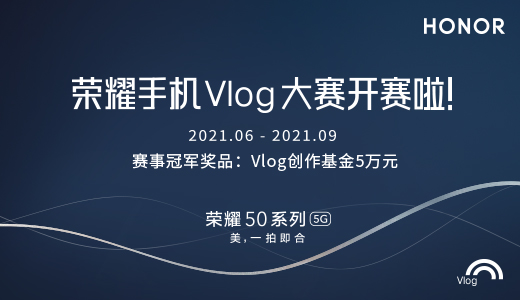 HONOR
荣耀手机Vlog大赛开赛啦!
2021.06 - 2021.09
赛事冠军奖品：Vlog创作基金5万元
荣耀50系列 5G
美,一拍即合
Vlog